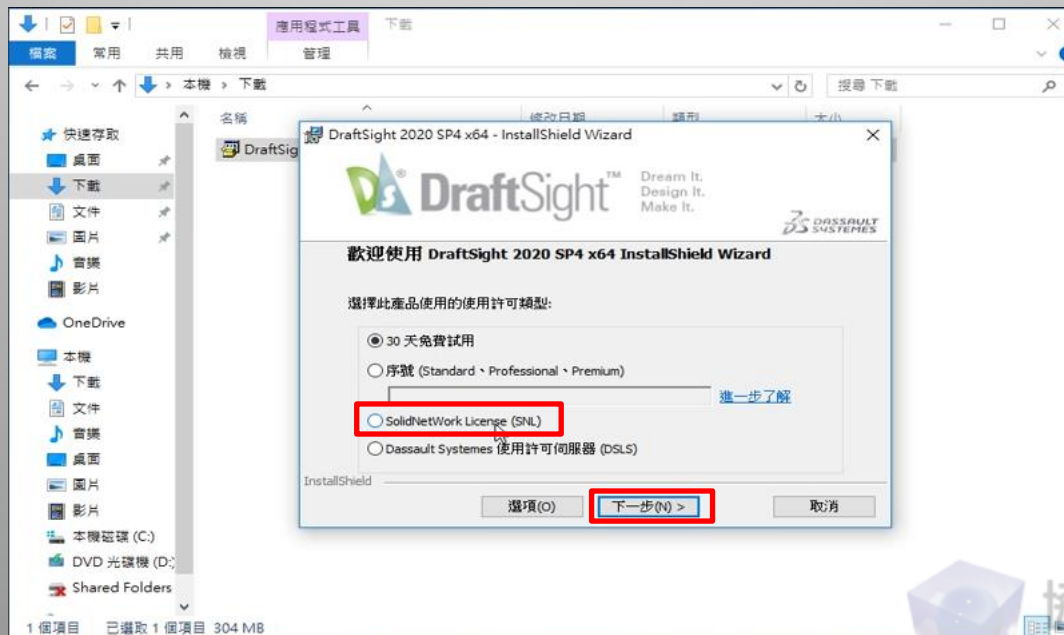 應用程式工具 下載
檔案 常用 共用 檢視 管理
本機 › 下載 搜尋 下載
名稱 修改日期 類型 大小
快速存取
桌面
下載
文件
圖片
音樂
影片
OneDrive
本機
下載
文件
音樂
桌面
圖片
影片
本機磁碟 (C:)
DVD 光碟機 (D:)
Shared Folders
1 個項目 已選取 1 個項目 304 MB
DraftSig
DraftSight 2020 SP4 x64 - InstallShield Wizard
DS® DraftSight™
Dream It.
Design It.
Make It.
DASSAULT
SYSTEMES
歡迎使用 DraftSight 2020 SP4 x64 InstallShield Wizard
選擇此產品使用的使用許可類型:
30 天免費試用
序號 (Standard、Professional、Premium)
進一步了解
SolidNetWork License (SNL)
Dassault Systemes 使用許可伺服器 (DSLS)
InstallShield
選項(O) 下一步(N) > 取消